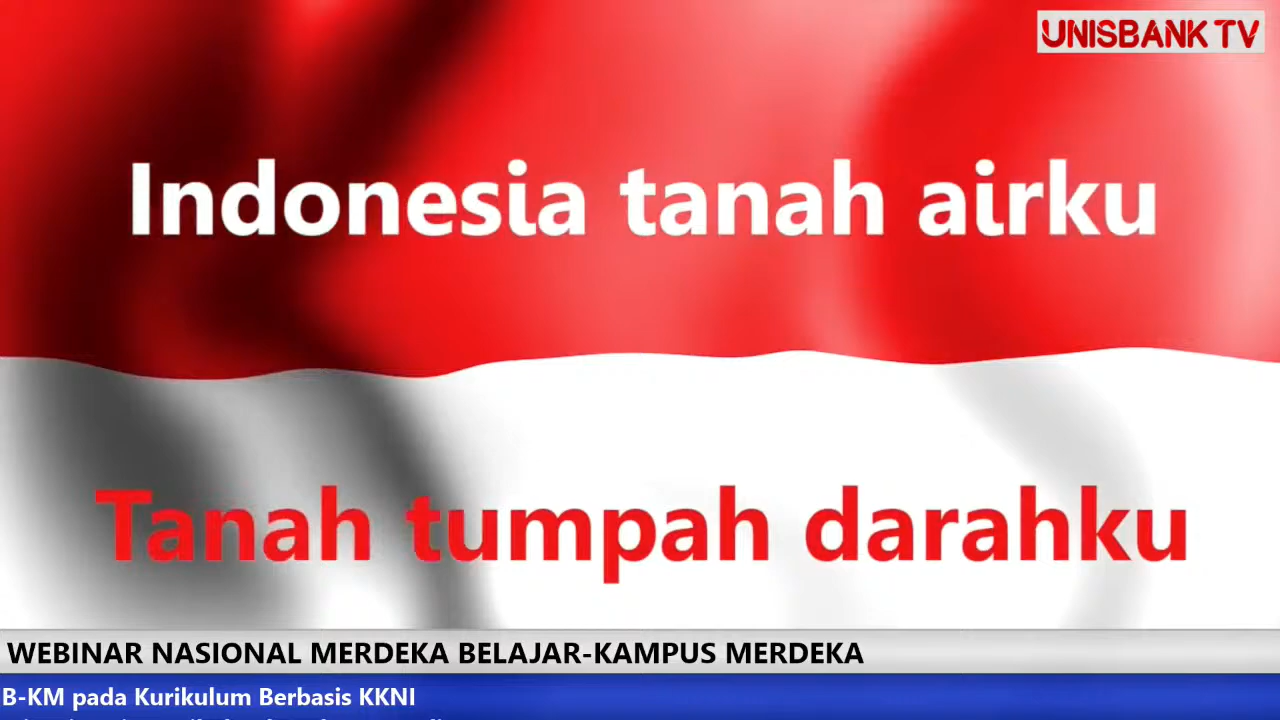 UNISBANK TV
Indonesia tanah airku
Tanah tumpah darahku
WEBINAR NASIONAL MERDEKA BELAJAR-KAMPUS MERDEKA
B-KM pada Kurikulum Berbasis KKNI